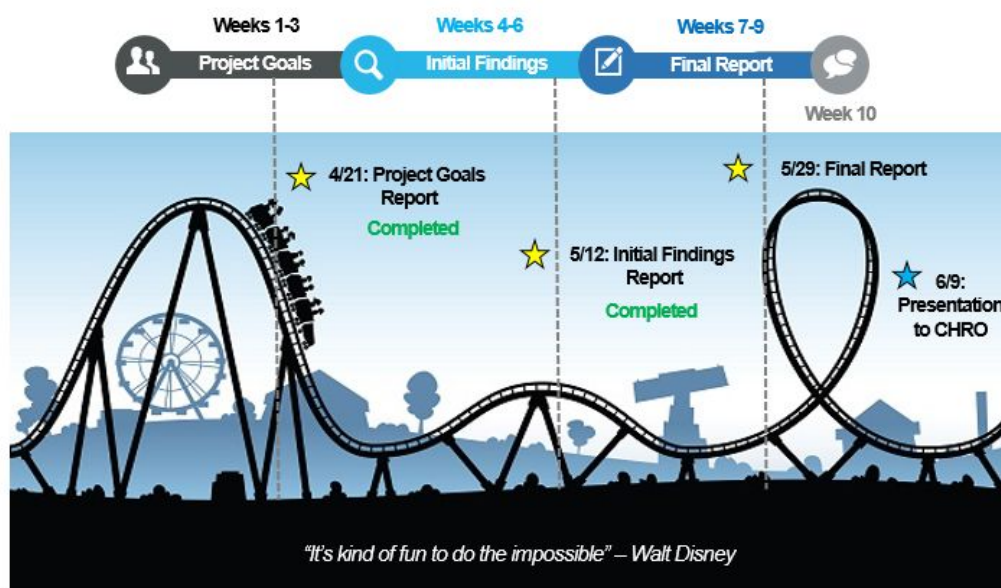 Weeks 1-3
Weeks 4-6
Weeks 7-9
Project Goals
Initial Findings
Final Report
Week 10
4/21: Project Goals
Report
Completed
5/12: Initial Findings
Report
Completed
5/29: Final Report
6/9:
Presentation
to CHRO
"It's kind of fun to do the impossible" – Walt Disney